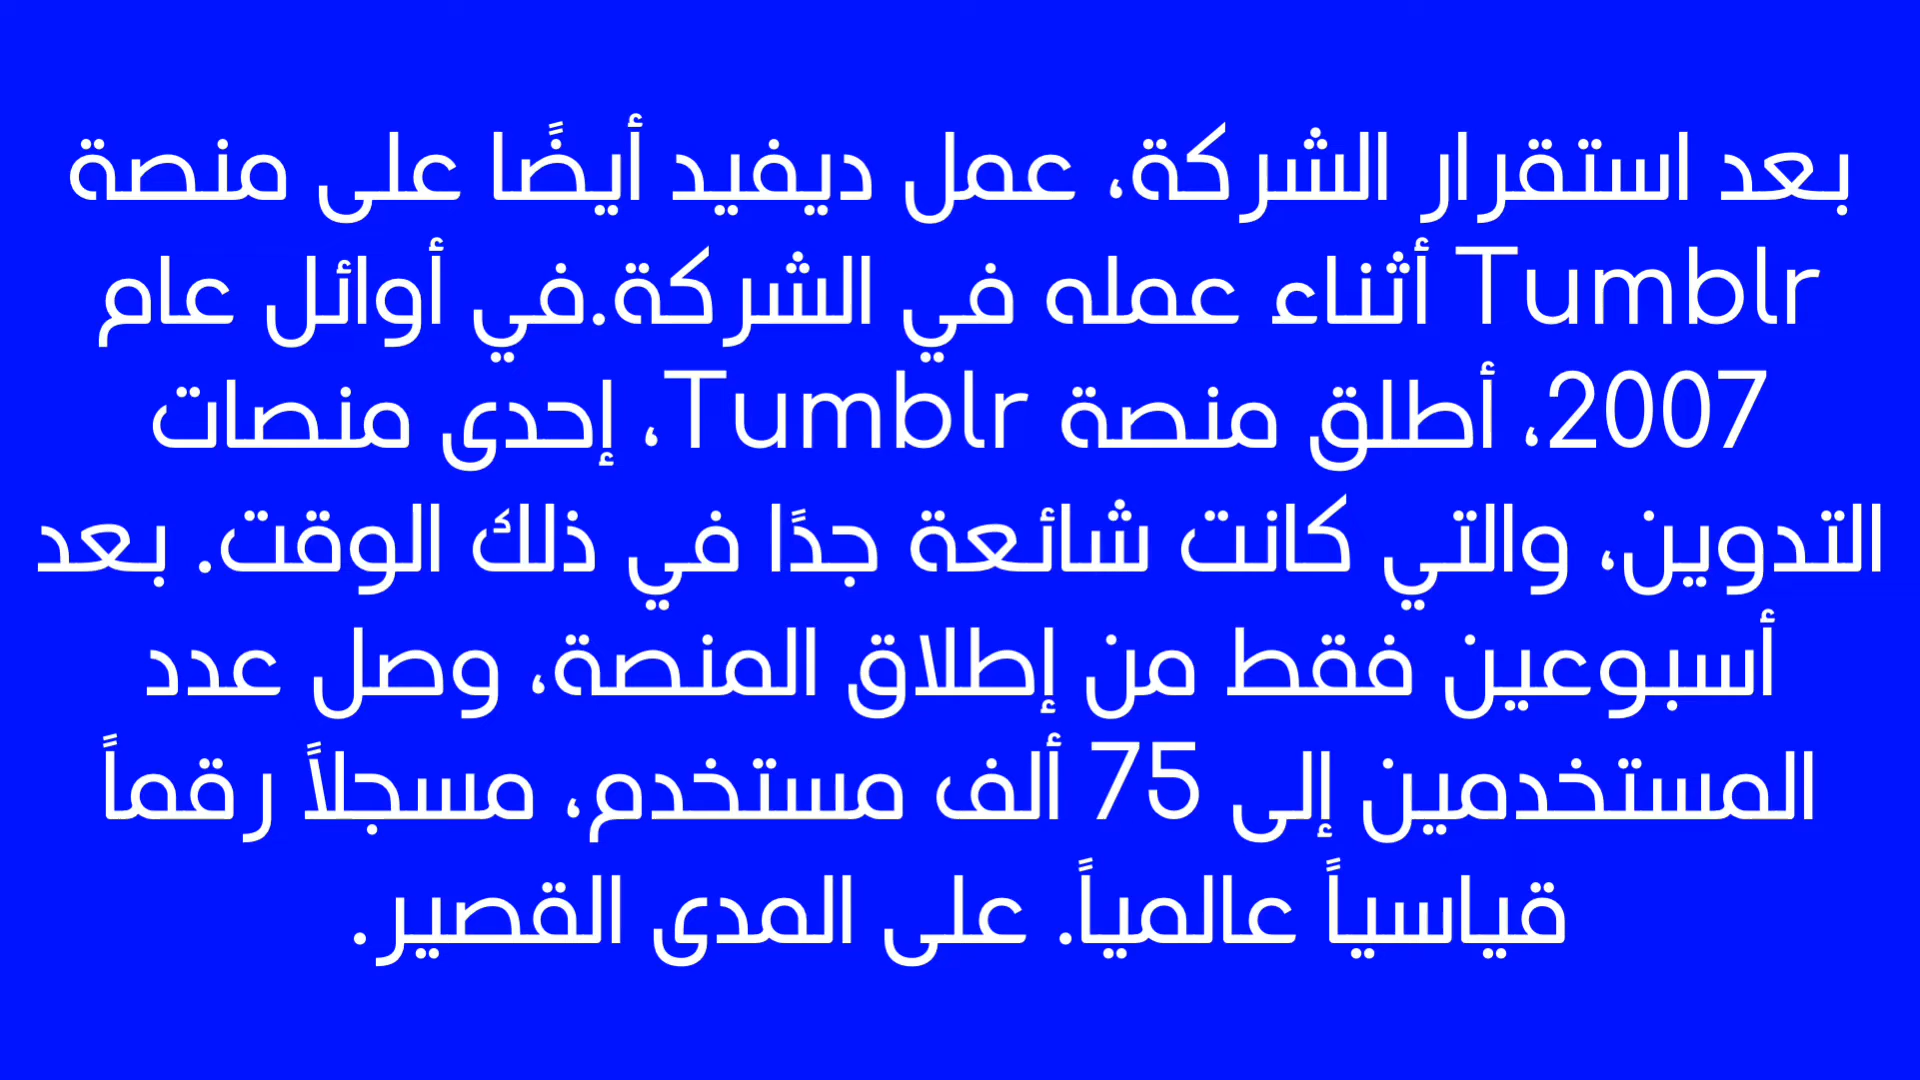 بعد استقرار الشركة، عمل ديفيد أيضًا على منصة
Tumblr أثناء عمله في الشركة.في أوائل عام
2007، أطلق منصة Tumblr، إحدى منصات
التدوين، والتي كانت شائعة جدًا في ذلك الوقت. بعد
أسبوعين فقط من إطلاق المنصة، وصل عدد
المستخدمين إلى 75 ألف مستخدم، مسجلاً رقماً
قياسياً عالمياً. على المدى القصير.